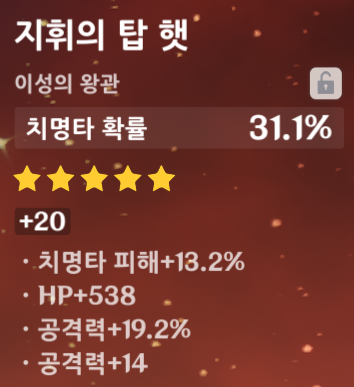 지휘의 탑 햇
이성의 왕관
치명타 확률 31.1%
+20
· 치명타 피해+13.2%
· HP+538
· 공격력+19.2%
· 공격력+14